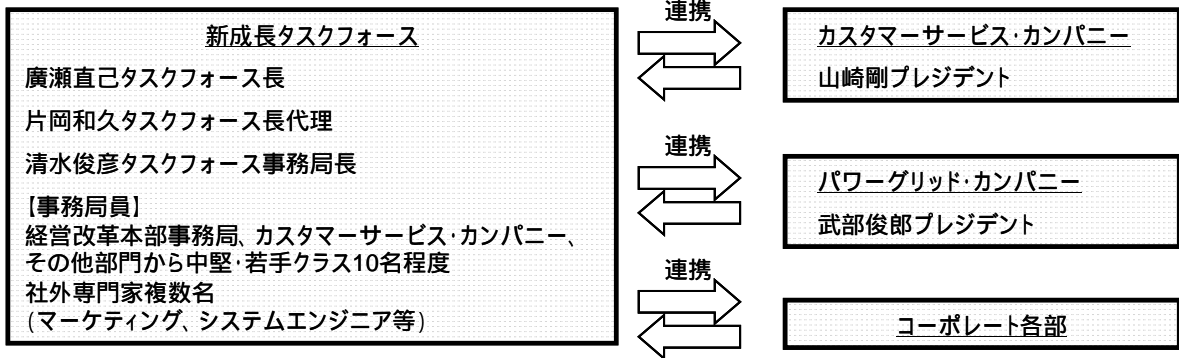 新成長タスクフォース
廣瀬直己タスクフォース長
片岡和久タスクフォース長代理
清水俊彦タスクフォース事務局長
【事務局員】
経営改革本部事務局、カスタマーサービス・カンパニー、
その他部門から中堅・若手クラス10名程度
社外専門家複数名
(マーケティング、システムエンジニア等)
連携
カスタマーサービス・カンパニー
山崎剛プレジデント
連携
パワーグリッド・カンパニー
武部俊郎プレジデント
連携
コーポレート各部